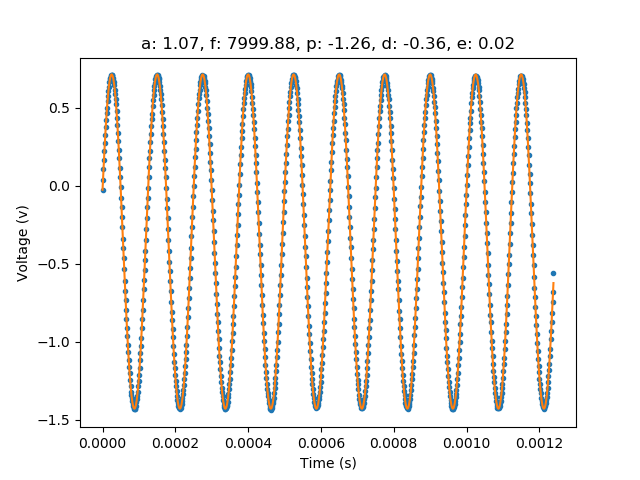 a: 1.07, f: 7999.88, p: -1.26, d: -0.36, e: 0.02
0.5
0.0
−0.5
−1.0
−1.5
Voltage (v)
0.0000 0.0002 0.0004 0.0006 0.0008 0.0010 0.0012
Time (s)